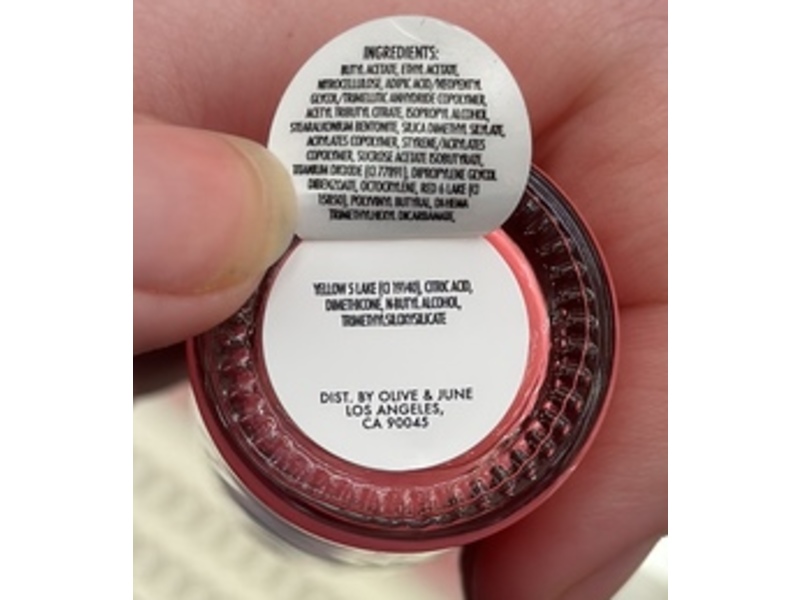 INGREDIENTS:
BUTYL ACETATE, ETHYL ACETATE,
NITROCELLULOSE, ADIPIC ACID/NEOPENTYL
GLYCOL/TRIMELLITIC ANHYDRIDE COPOLYMER,
ACETYL TRIBUTYL CITRATE, ISOPROPYL ALCOHOL,
STEARALKONIUM BENTONITE, SILICA DIMETHYL SILYLATE,
ACRYLATES COPOLYMER, STYRENE/ACRYLATES
COPOLYMER, SUCROSE ACETATE ISOBUTYRATE,
TITANIUM DIOXIDE (CI 77891), DIPROPYLENE GLYCOL
DIBENZOATE, OCTOCRYLENE, RED 6 LAKE (CI
15850), POLYVINYL BUTYRAL, DI-HEMA
TRIMETHYLHEXYL DICARBAMATE,
YELLOW 5 LAKE (CI 19140), CITRIC ACID,
DIMETHICONE, N-BUTYL ALCOHOL,
TRIMETHYLSILOXYSILICATE
DIST. BY OLIVE & JUNE
LOS ANGELES,
CA 90045